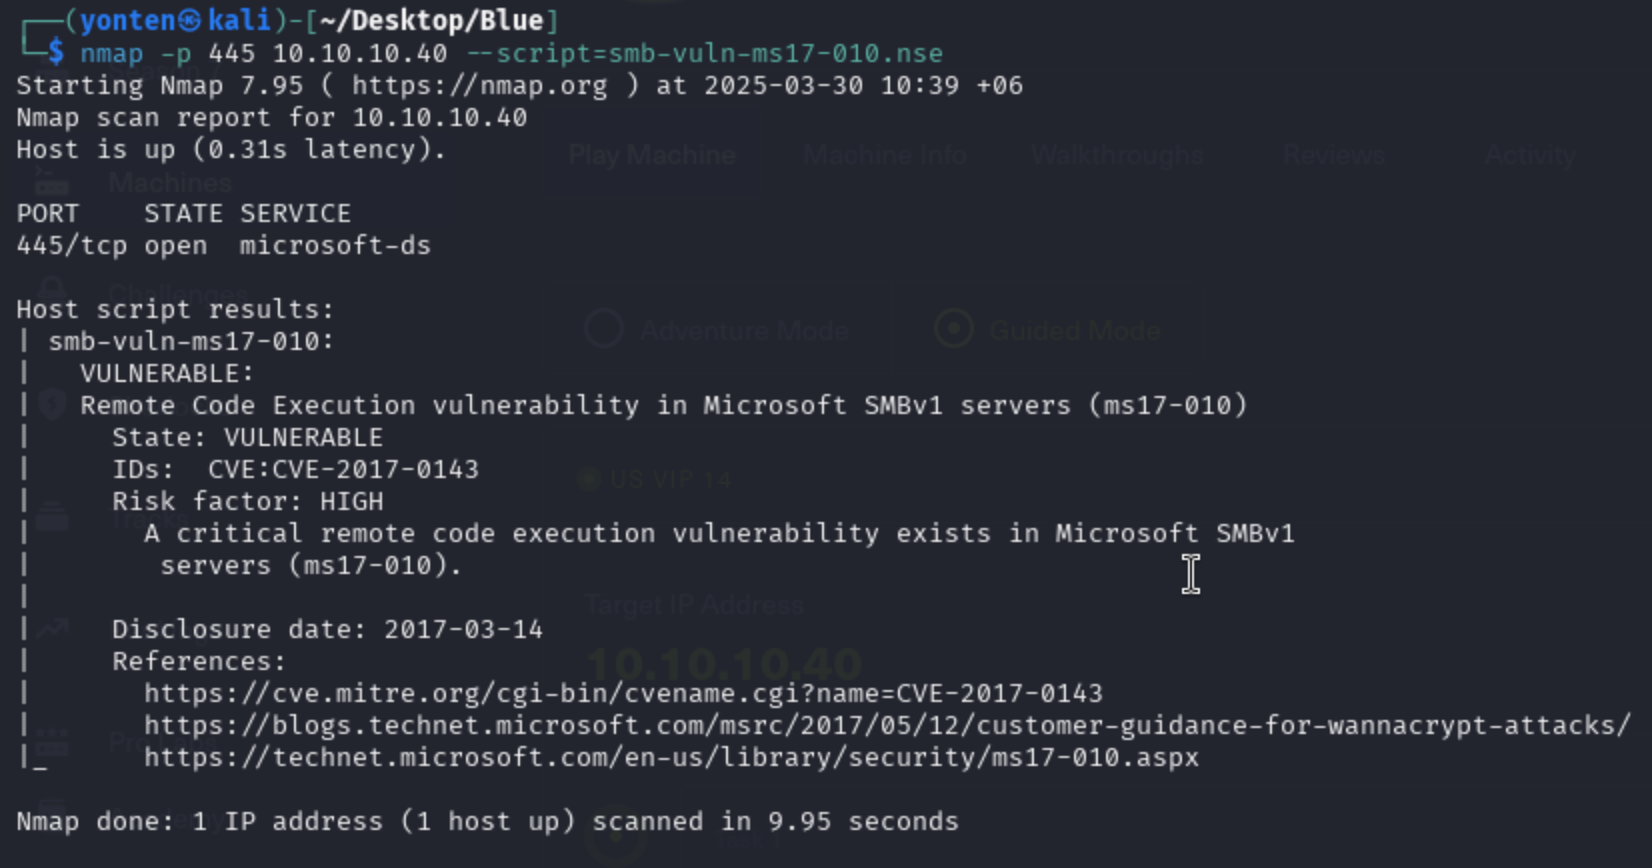 (yonten㉿kali)-[~/Desktop/Blue]
$ nmap -p 445 10.10.10.40 --script=smb-vuln-ms17-010.nse
Starting Nmap 7.95 ( https://nmap.org ) at 2025-03-30 10:39 +06
Nmap scan report for 10.10.10.40
Host is up (0.31s latency).
Play Machine Machine Info Walkthroughs Reviews Activity
Machines
PORT    STATE SERVICE
445/tcp open  microsoft-ds
Challenges
Host script results:
| smb-vuln-ms17-010:
Adventure Mode Guided Mode
|   VULNERABLE:
|   Remote Code Execution vulnerability in Microsoft SMBv1 servers (ms17-010)
|     State: VULNERABLE
|     IDs:  CVE:CVE-2017-0143
US VIP 14
|     Risk factor: HIGH
Tracks
|       A critical remote code execution vulnerability exists in Microsoft SMBv1
|        servers (ms17-010).
|
Target IP Address
|     Disclosure date: 2017-03-14
|     References:
10.10.10.40
|       https://cve.mitre.org/cgi-bin/cvename.cgi?name=CVE-2017-0143
|       https://blogs.technet.microsoft.com/msrc/2017/05/12/customer-guidance-for-wannacrypt-attacks/
|_      https://technet.microsoft.com/en-us/library/security/ms17-010.aspx
Nmap done: 1 IP address (1 host up) scanned in 9.95 seconds